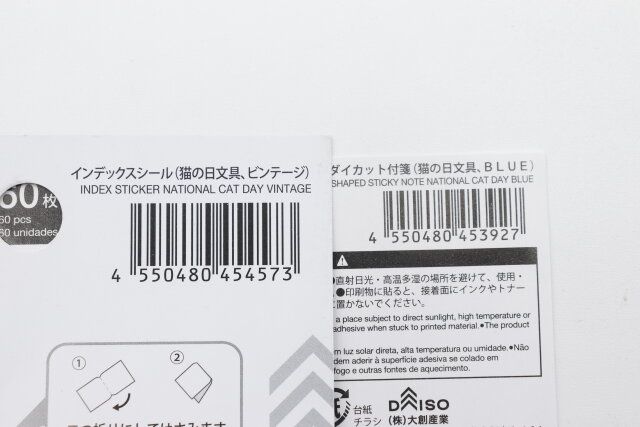 インデックスシール（猫の日文具、ビンテージ）
INDEX STICKER NATIONAL CAT DAY VINTAGE
60枚
60 pcs
60 unidades
4 550480 454573
① ②
ダイカット付箋（猫の日文具、BLUE）
SHAPED STICKY NOTE NATIONAL CAT DAY BLUE
4 550480 453927
●直射日光・高温多湿の場所を避けて、使用・
●印刷物に貼ると、接着面にインクやトナー
置かないでください。
a place subject to direct sunlight, high temperature or
adhesive when stuck to printed material. ●The product
luz solar direta, alta temperatura ou umidade. ●Não
dem aderir à superfície adesiva se colado em
fogo e outras fontes de aquecimento.
台紙
チラシ
DAISO
(株)大創産業